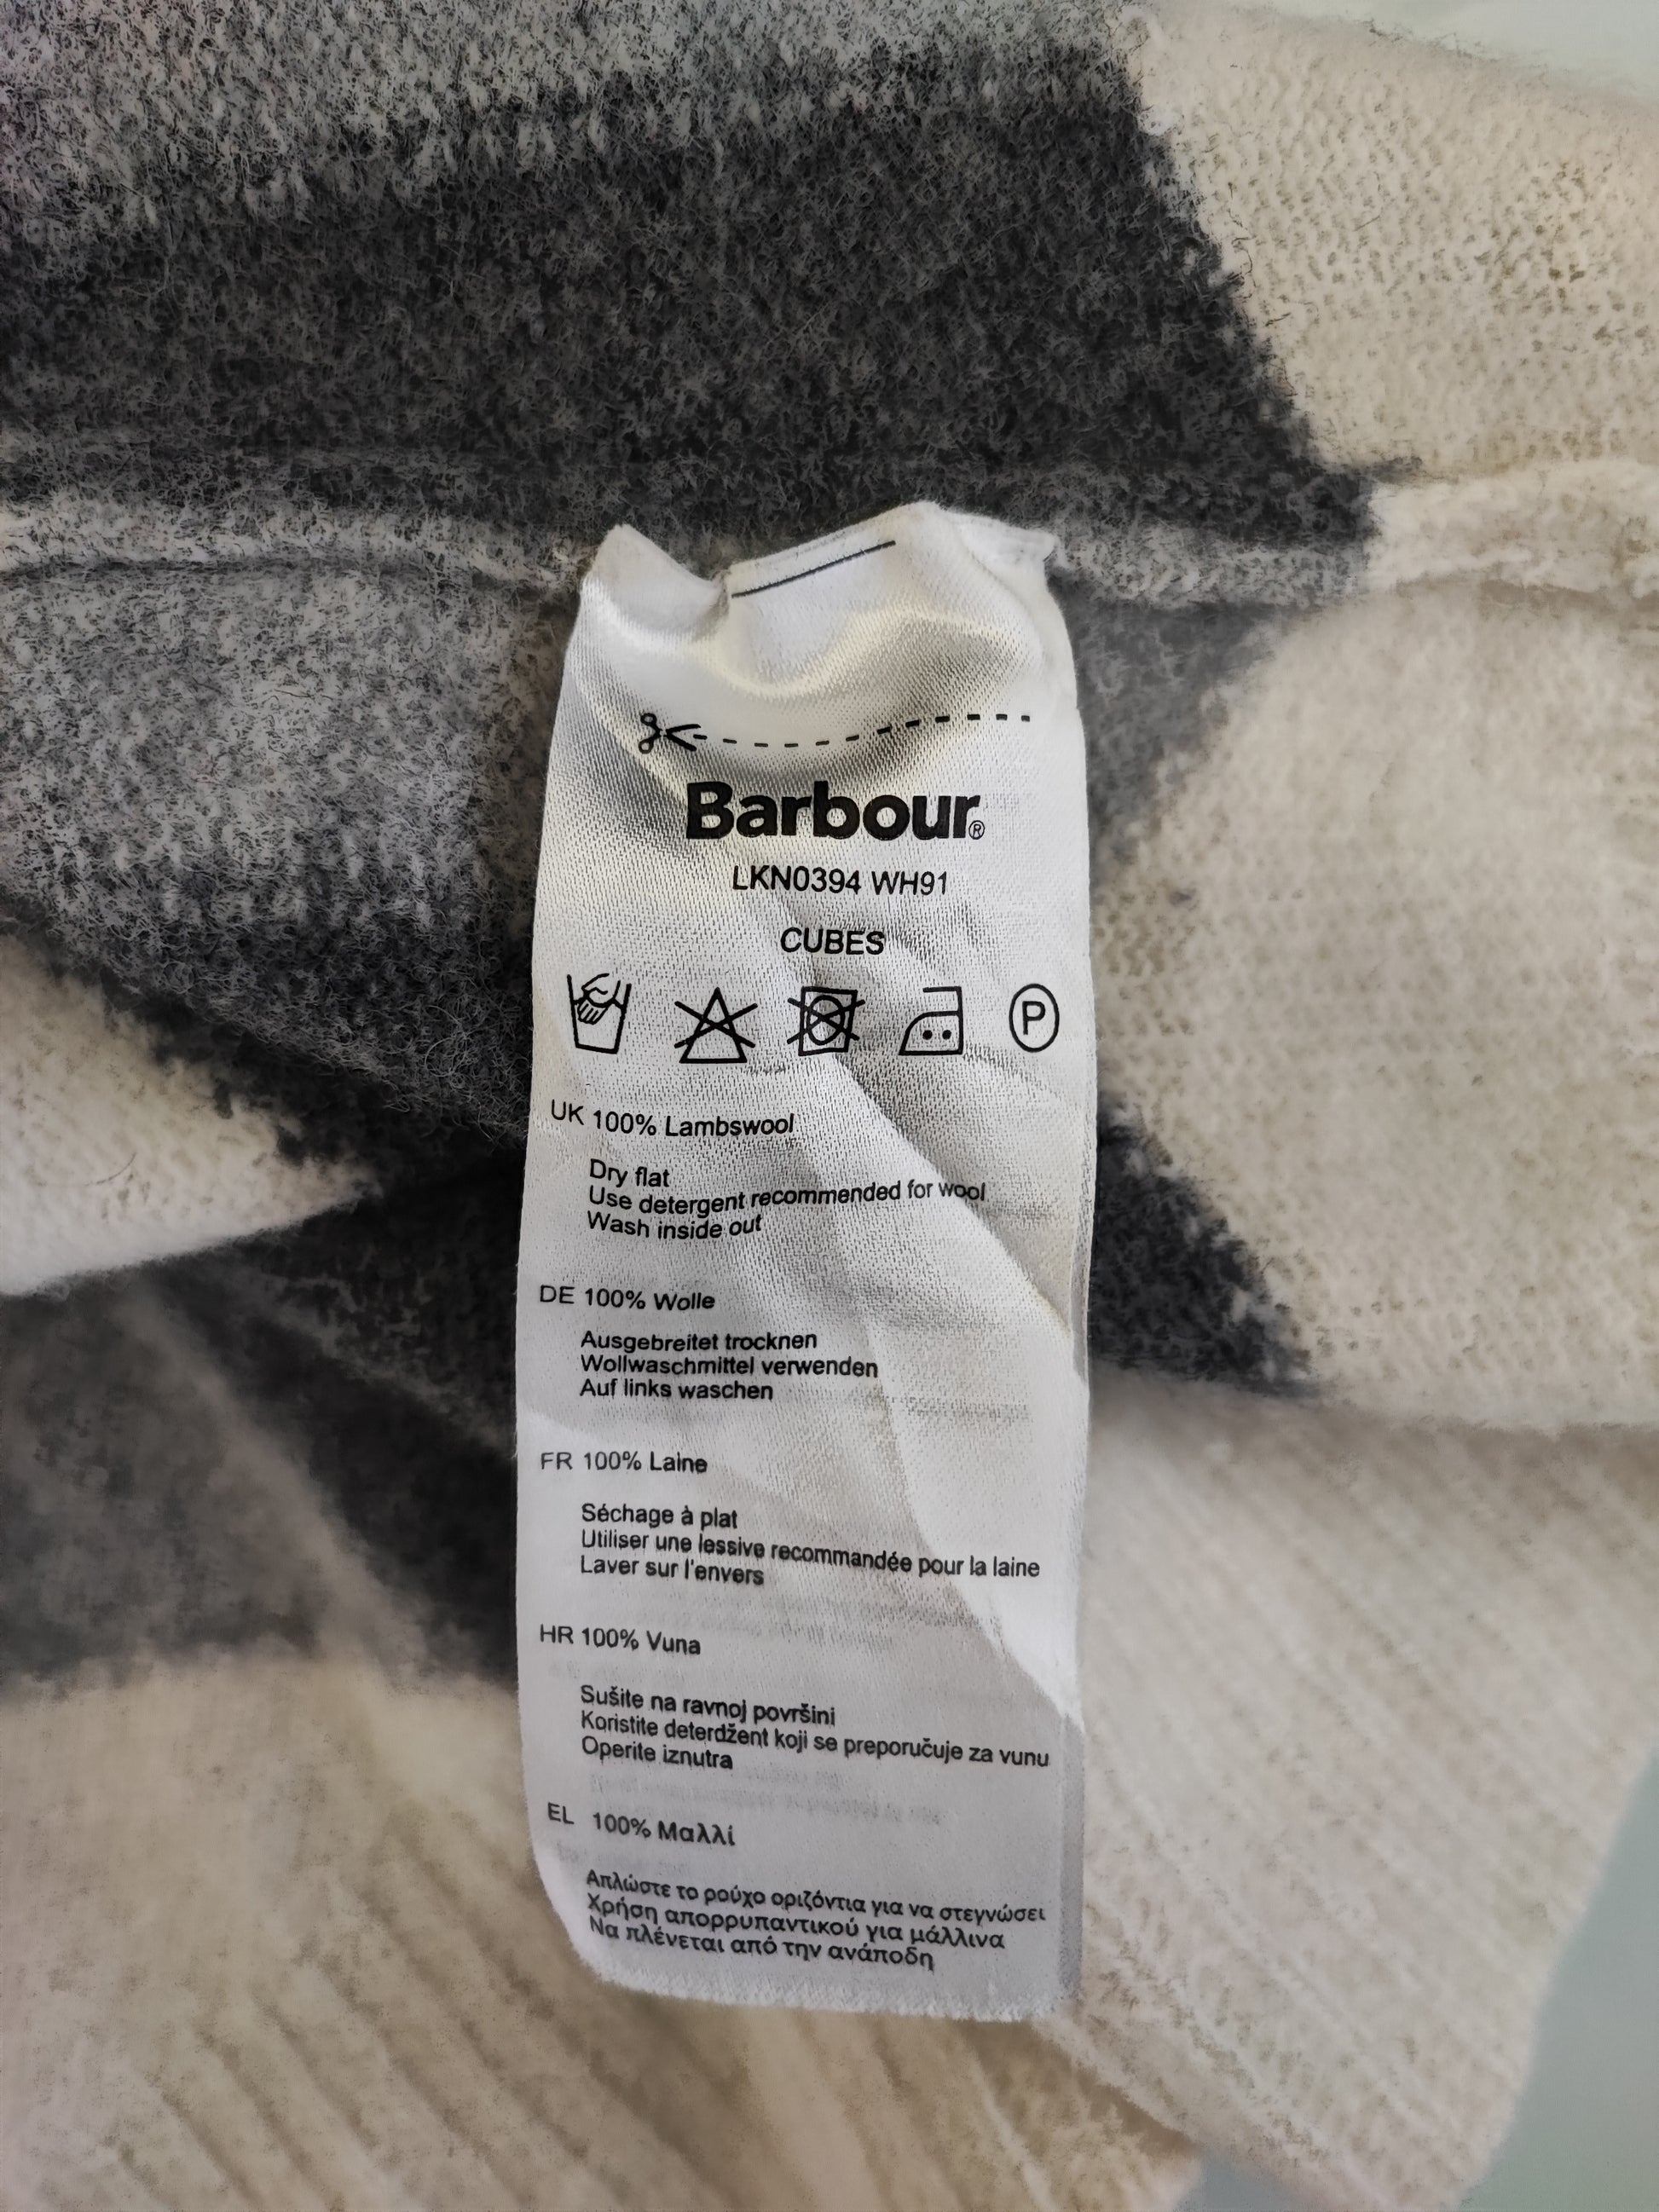 Barbour®
LKN0394 WH91
CUBES
P
UK 100% Lambswool
Dry flat
Use detergent recommended for wool
Wash inside out
DE 100% Wolle
Ausgebreitet trocknen
Wollwaschmittel verwenden
Auf links waschen
FR 100% Laine
Séchage à plat
Utiliser une lessive recommandée pour la laine
Laver sur l'envers
HR 100% Vuna
Sušite na ravnoj površini
Koristite deterdžent koji se preporučuje za vunu
Operite iznutra
EL 100% Μαλλί
Απλώστε το ρούχο οριζόντια για να στεγνώσει
Χρήση απορρυπαντικού για μάλλινα
Να πλένεται από την ανάποδη